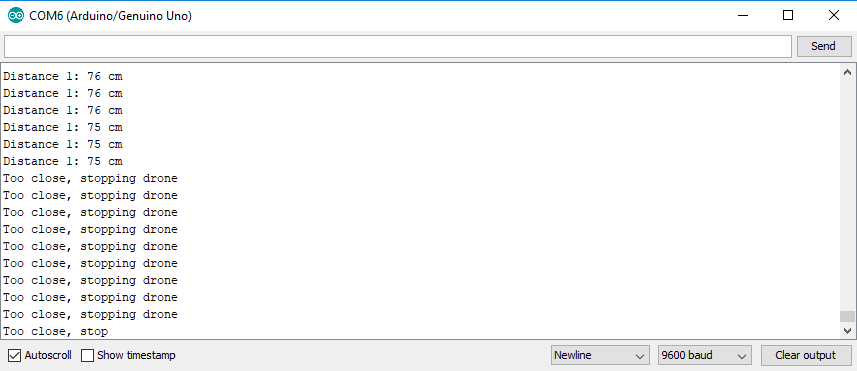 COM6 (Arduino/Genuino Uno)
Send
Distance 1: 76 cm
Distance 1: 76 cm
Distance 1: 76 cm
Distance 1: 75 cm
Distance 1: 75 cm
Distance 1: 75 cm
Too close, stopping drone
Too close, stopping drone
Too close, stopping drone
Too close, stopping drone
Too close, stopping drone
Too close, stopping drone
Too close, stopping drone
Too close, stopping drone
Too close, stopping drone
Too close, stop
Autoscroll Show timestamp Newline 9600 baud Clear output